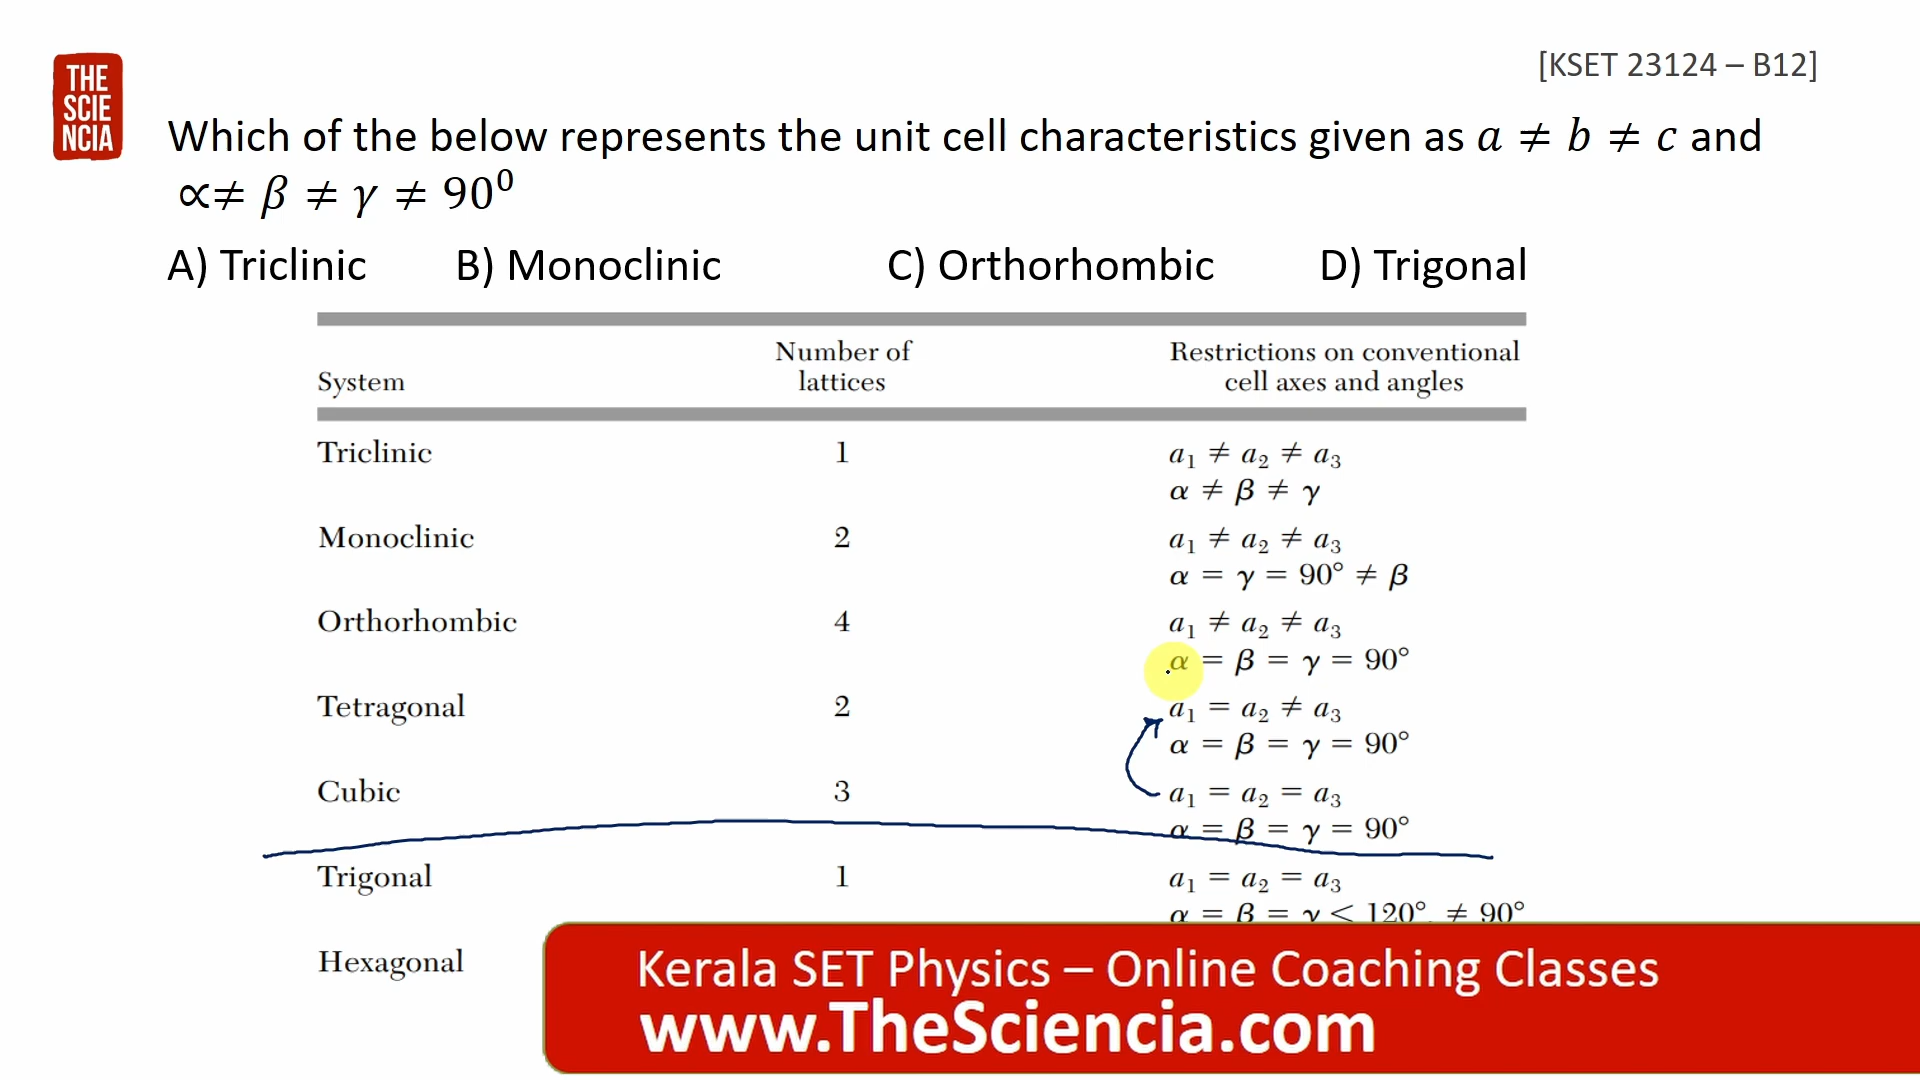 THE
SCIE
NCIA
[KSET 23124 – B12]
Which of the below represents the unit cell characteristics given as a ≠ b ≠ c and
∝≠ β ≠ γ ≠ 90⁰
A) Triclinic B) Monoclinic C) Orthorhombic D) Trigonal
System Number of lattices Restrictions on conventional cell axes and angles
Triclinic 1 a₁ ≠ a₂ ≠ a₃
α ≠ β ≠ γ
Monoclinic 2 a₁ ≠ a₂ ≠ a₃
α = γ = 90° ≠ β
Orthorhombic 4 a₁ ≠ a₂ ≠ a₃
α = β = γ = 90°
Tetragonal 2 a₁ = a₂ ≠ a₃
α = β = γ = 90°
Cubic 3 a₁ = a₂ = a₃
α = β = γ = 90°
Trigonal 1 a₁ = a₂ = a₃
α = β = γ < 120°, ≠ 90°
Hexagonal
Kerala SET Physics – Online Coaching Classes
www.TheSciencia.com